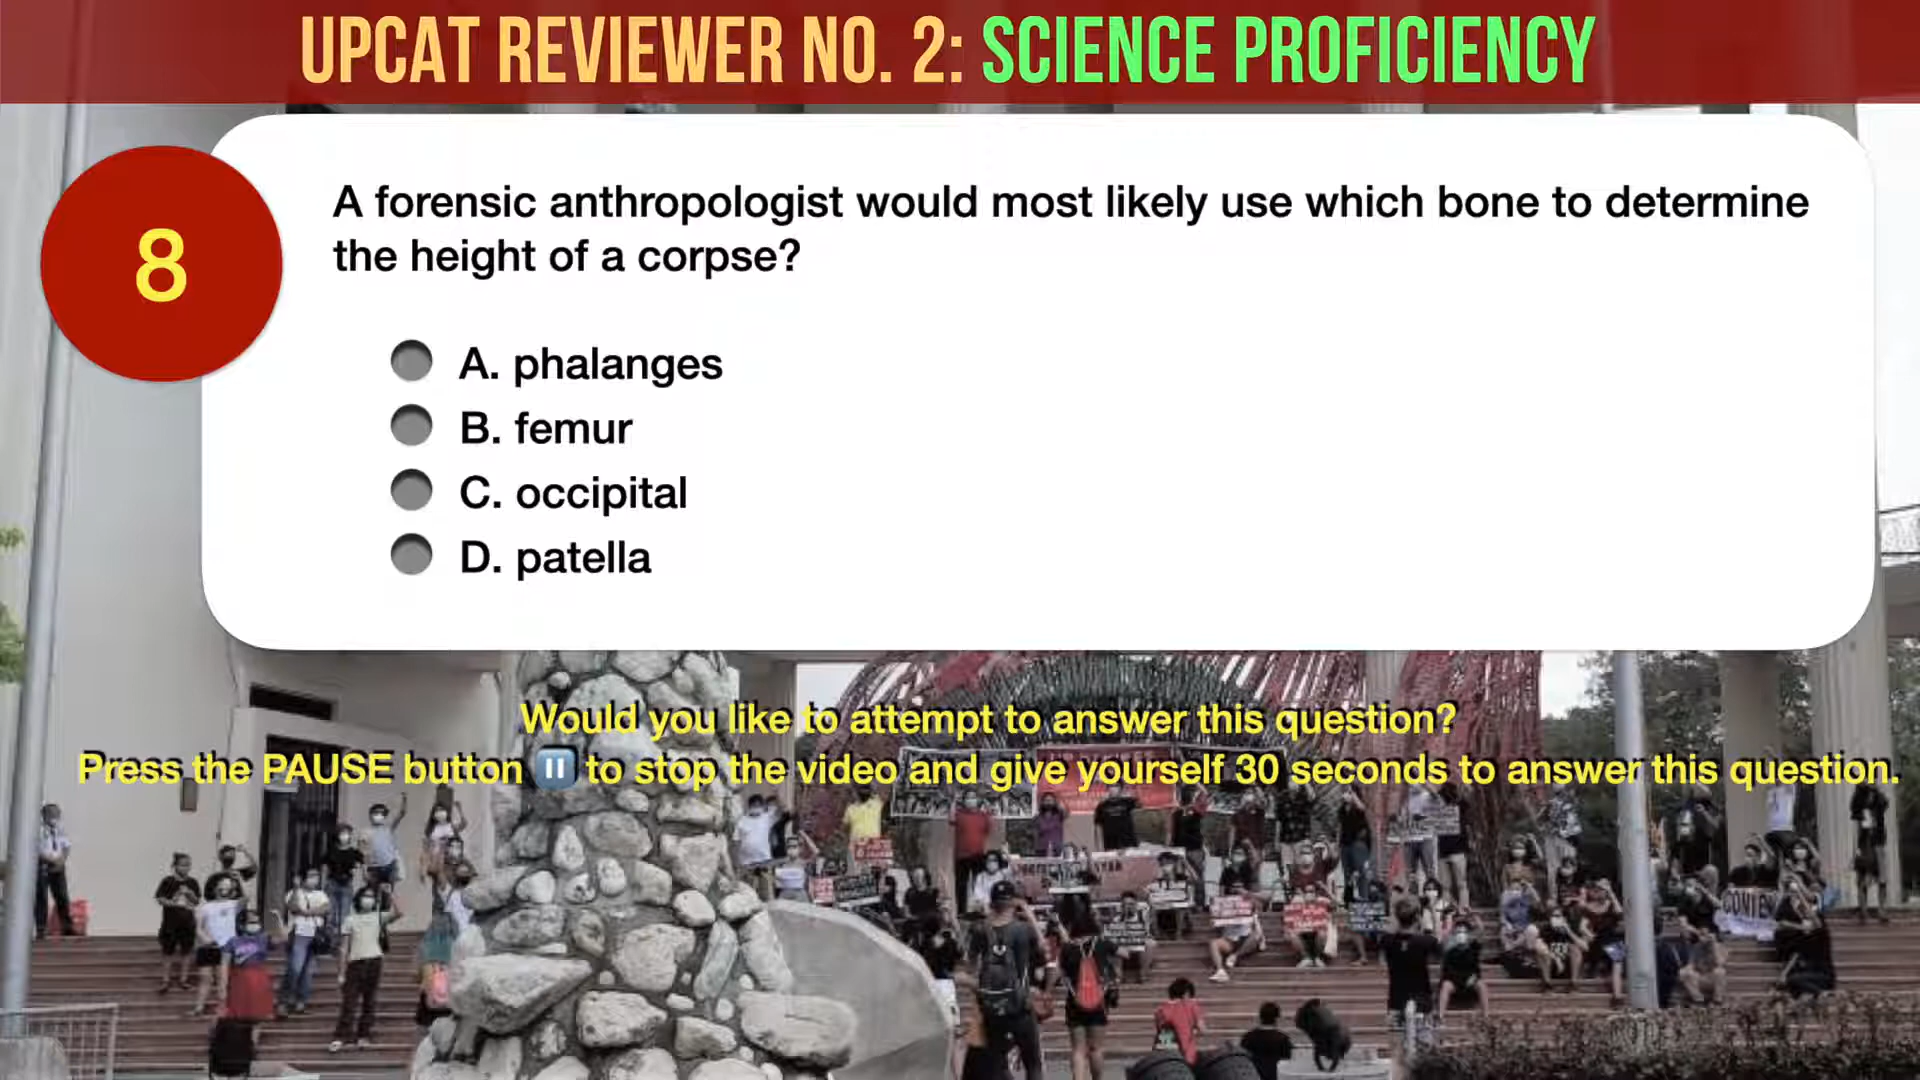 UPCAT REVIEWER NO. 2: SCIENCE PROFICIENCY
8
A forensic anthropologist would most likely use which bone to determine
the height of a corpse?
A. phalanges
B. femur
C. occipital
D. patella
Would you like to attempt to answer this question?
Press the PAUSE button ⏸ to stop the video and give yourself 30 seconds to answer this question.